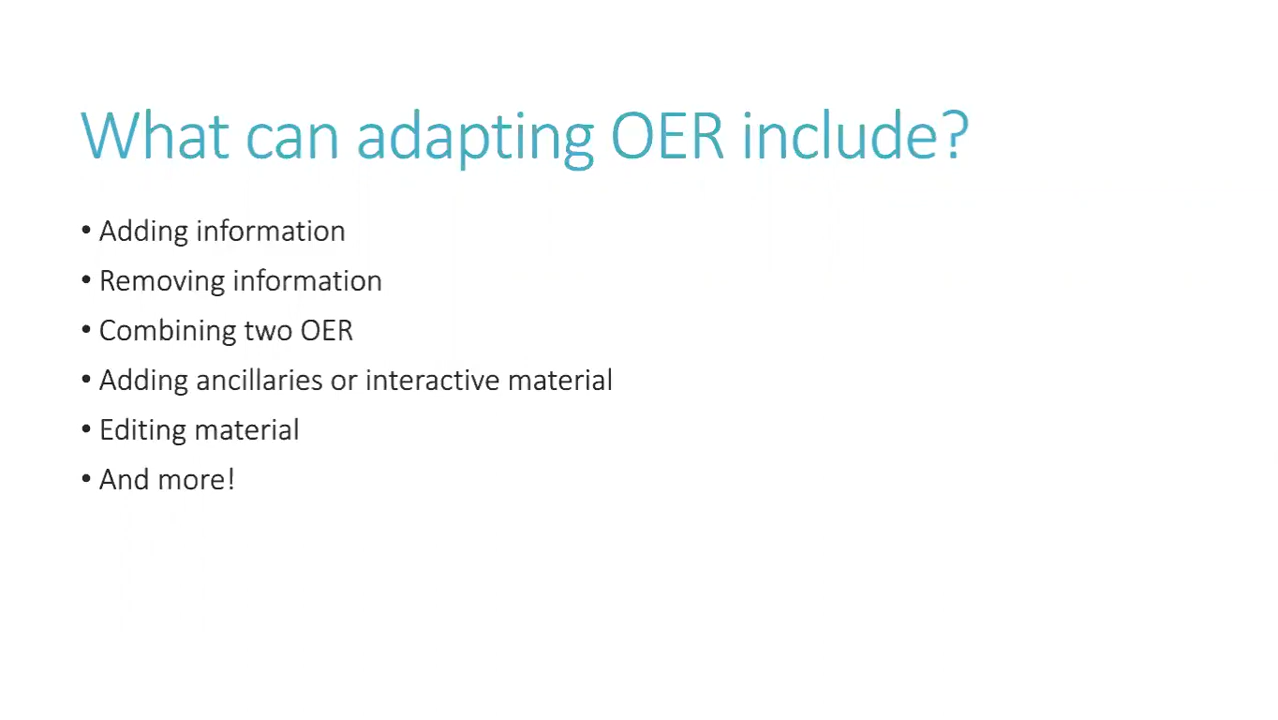 What can adapting OER include?
• Adding information
• Removing information
• Combining two OER
• Adding ancillaries or interactive material
• Editing material
• And more!